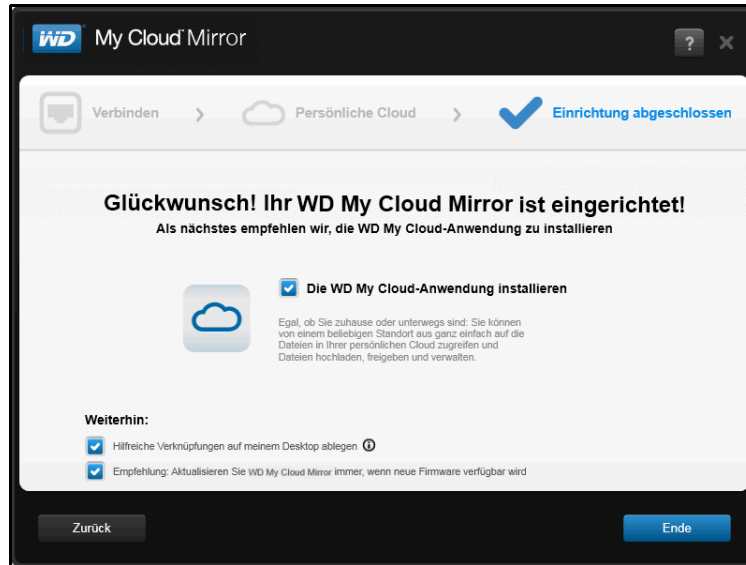 WD My Cloud Mirror
?
Verbinden
Persönliche Cloud
Einrichtung abgeschlossen
Glückwunsch! Ihr WD My Cloud Mirror ist eingerichtet!
Als nächstes empfehlen wir, die WD My Cloud-Anwendung zu installieren
Die WD My Cloud-Anwendung installieren
Egal, ob Sie zuhause oder unterwegs sind: Sie können
von einem beliebigen Standort aus ganz einfach auf die
Dateien in Ihrer persönlichen Cloud zugreifen und
Dateien hochladen, freigeben und verwalten.
Weiterhin:
Hilfreiche Verknüpfungen auf meinem Desktop ablegen
Empfehlung: Aktualisieren Sie WD My Cloud Mirror immer, wenn neue Firmware verfügbar wird
Zurück
Ende